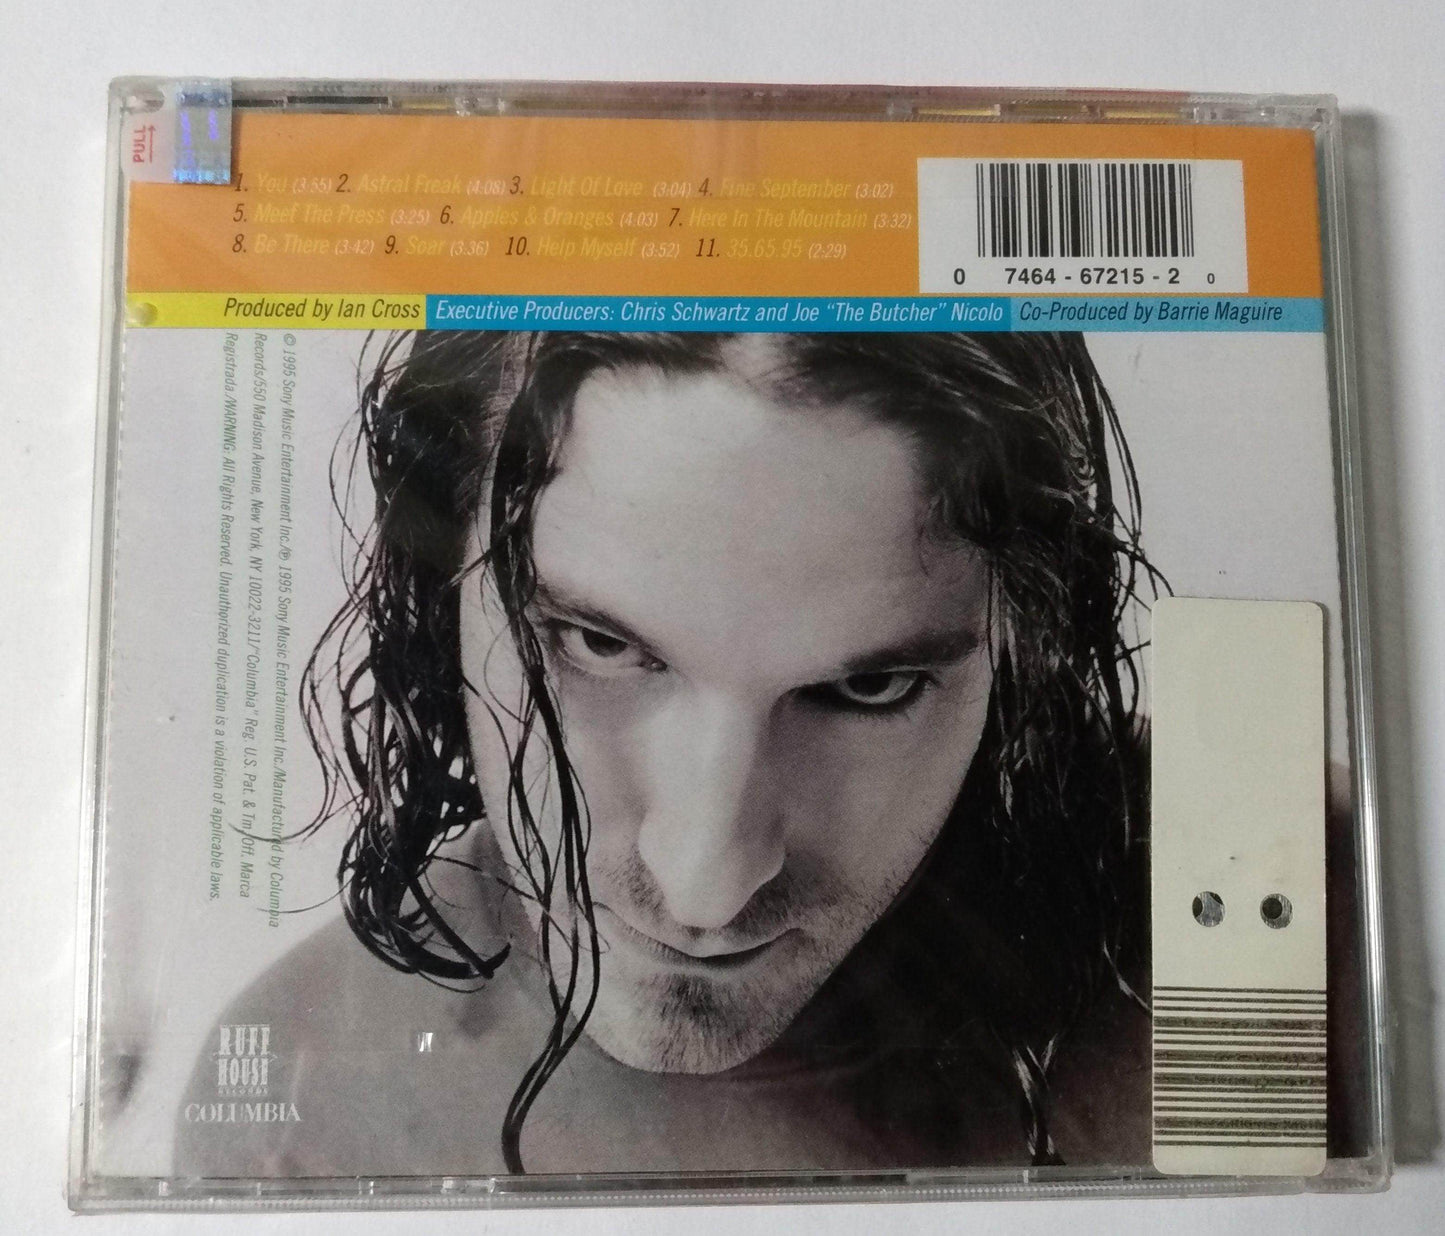 PULL
1. You (3:55) 2. Astral Freak (4:08) 3. Light Of Love (3:04) 4. Fine September (3:02)
5. Meet The Press (3:25) 6. Apples & Oranges (4.03) 7. Here In The Mountain (3:32)
8. Be There (3:42) 9. Soar (3:36) 10. Help Myself (3:52) 11. 35.65.95 (2:29)
0 7464-67215-2 0
Produced by Ian Cross Executive Producers: Chris Schwartz and Joe "The Butcher" Nicolo Co-Produced by Barrie Maguire
© 1995 Sony Music Entertainment Inc./℗ 1995 Sony Music Entertainment Inc./Manufactured by Columbia
Records/550 Madison Avenue, New York, NY 10022-3211/"Columbia" Reg. U.S. Pat. & Tm. Off. Marca
Registrada./WARNING: All Rights Reserved. Unauthorized duplication is a violation of applicable laws.
RUFF
HOUSE
RECORDS
COLUMBIA